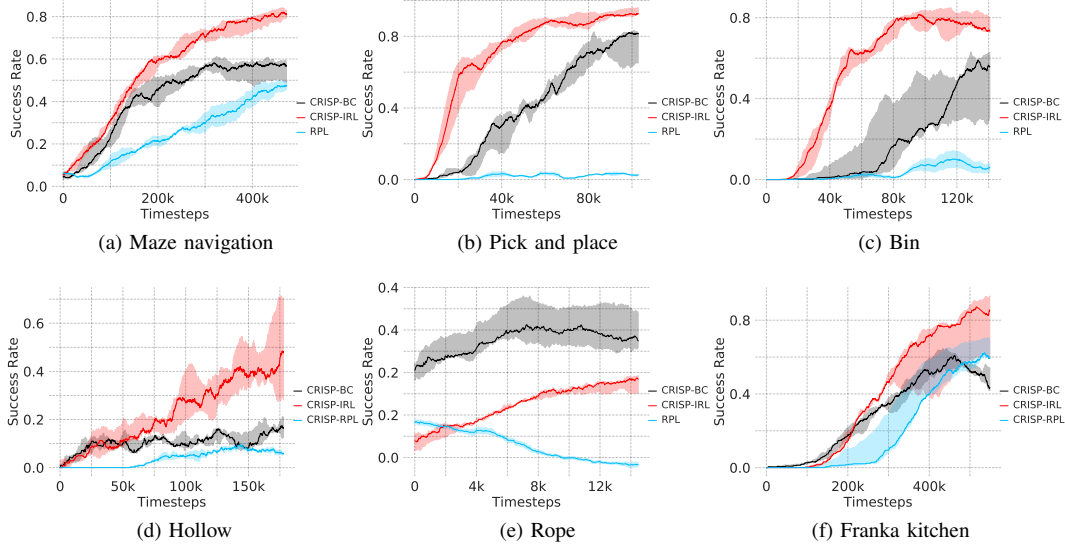 0.8
0.6
0.4
0.2
0.0
Success Rate
0
200k
400k
Timesteps
CRISP-BC
CRISP-IRL
RPL
(a) Maze navigation
0.8
0.4
0.0
Success Rate
0
40k
80k
Timesteps
CRISP-BC
CRISP-IRL
RPL
(b) Pick and place
0.8
0.4
0.0
Success Rate
0
40k
80k
120k
Timesteps
CRISP-BC
CRISP-IRL
RPL
(c) Bin
0.6
0.4
0.2
0.0
Success Rate
0
50k
100k
150k
Timesteps
CRISP-BC
CRISP-IRL
CRISP-RPL
(d) Hollow
0.4
0.4
0.2
0.0
Success Rate
0
4k
8k
12k
Timesteps
CRISP-BC
CRISP-IRL
RPL
(e) Rope
0.8
0.4
0.0
Success Rate
0
200k
400k
Timesteps
CRISP-BC
CRISP-IRL
CRISP-RPL
(f) Franka kitchen